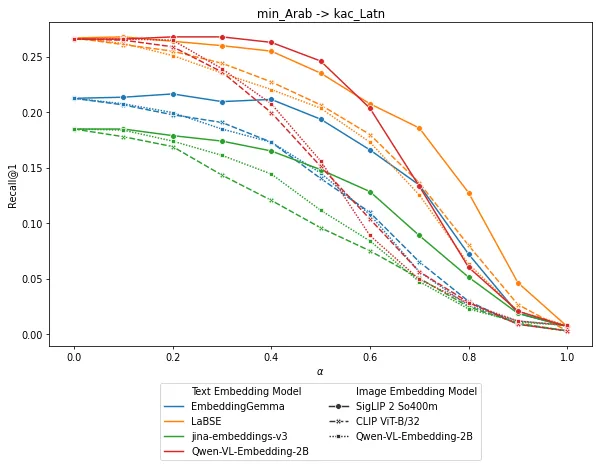 min_Arab -> kac_Latn
Recall@1
0.25
0.20
0.15
0.10
0.05
0.00
0.0 0.2 0.4 0.6 0.8 1.0
α
Text Embedding Model Image Embedding Model
EmbeddingGemma SigLIP 2 So400m
LaBSE CLIP ViT-B/32
jina-embeddings-v3 Qwen-VL-Embedding-2B
Qwen-VL-Embedding-2B